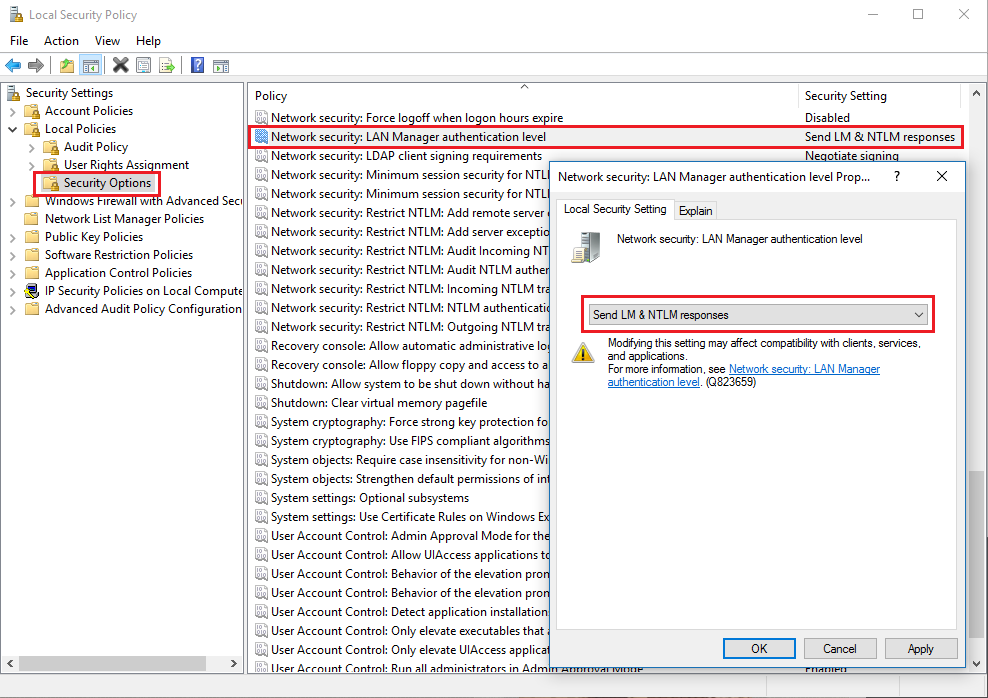 Local Security Policy
File Action View Help
Security Settings
Account Policies
Local Policies
Audit Policy
User Rights Assignment
Security Options
Windows Firewall with Advanced Secu
Network List Manager Policies
Public Key Policies
Software Restriction Policies
Application Control Policies
IP Security Policies on Local Compute
Advanced Audit Policy Configuration
Policy Security Setting
Network security: Force logoff when logon hours expire Disabled
Network security: LAN Manager authentication level Send LM & NTLM responses
Network security: LDAP client signing requirements Negotiate signing
Network security: Minimum session security for NTL
Network security: Minimum session security for NTL
Network security: Restrict NTLM: Add remote server
Network security: Restrict NTLM: Add server exceptio
Network security: Restrict NTLM: Audit Incoming NT
Network security: Restrict NTLM: Audit NTLM authe
Network security: Restrict NTLM: Incoming NTLM tra
Network security: Restrict NTLM: NTLM authenticatio
Network security: Restrict NTLM: Outgoing NTLM tra
Recovery console: Allow automatic administrative log
Recovery console: Allow floppy copy and access to a
Shutdown: Allow system to be shut down without ha
Shutdown: Clear virtual memory pagefile
System cryptography: Force strong key protection fo
System cryptography: Use FIPS compliant algorithms
System objects: Require case insensitivity for non-Wi
System objects: Strengthen default permissions of int
System settings: Optional subsystems
System settings: Use Certificate Rules on Windows Ex
User Account Control: Admin Approval Mode for the
User Account Control: Allow UIAccess applications to
User Account Control: Behavior of the elevation pron
User Account Control: Behavior of the elevation pron
User Account Control: Detect application installation
User Account Control: Only elevate executables that a
User Account Control: Only elevate UIAccess applicat
User Account Control: Run all administrators in Admin Approval Mode Enabled
Network security: LAN Manager authentication level Prop... ?
Local Security Setting Explain
Network security: LAN Manager authentication level
Send LM & NTLM responses
Modifying this setting may affect compatibility with clients, services,
and applications.
For more information, see Network security: LAN Manager
authentication level. (Q823659)
OK Cancel Apply